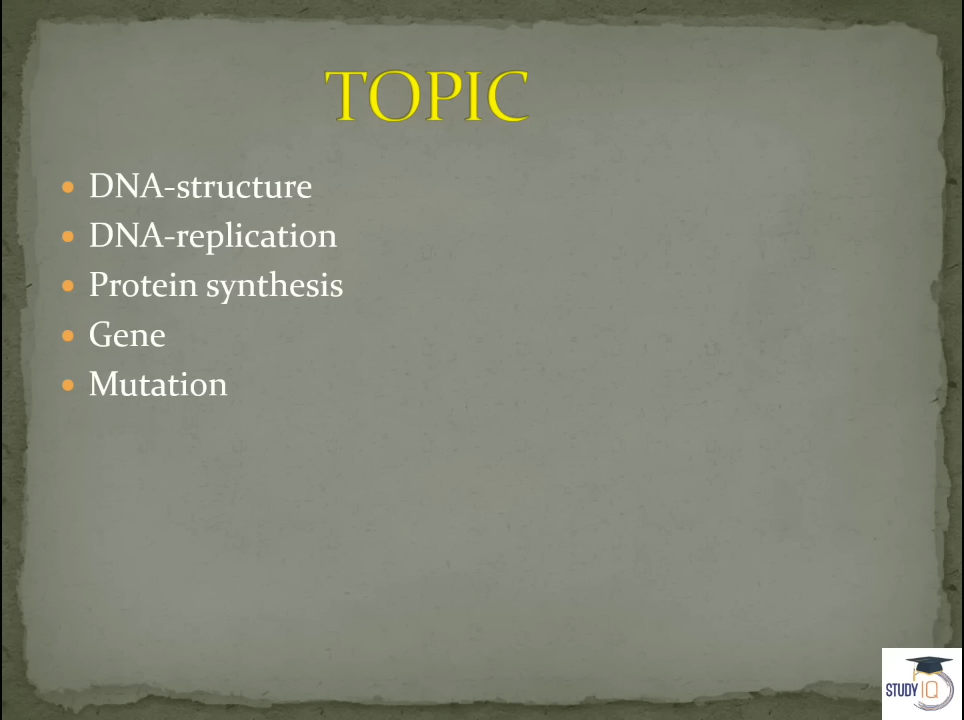 TOPIC
DNA-structure
DNA-replication
Protein synthesis
Gene
Mutation
STUDY IQ